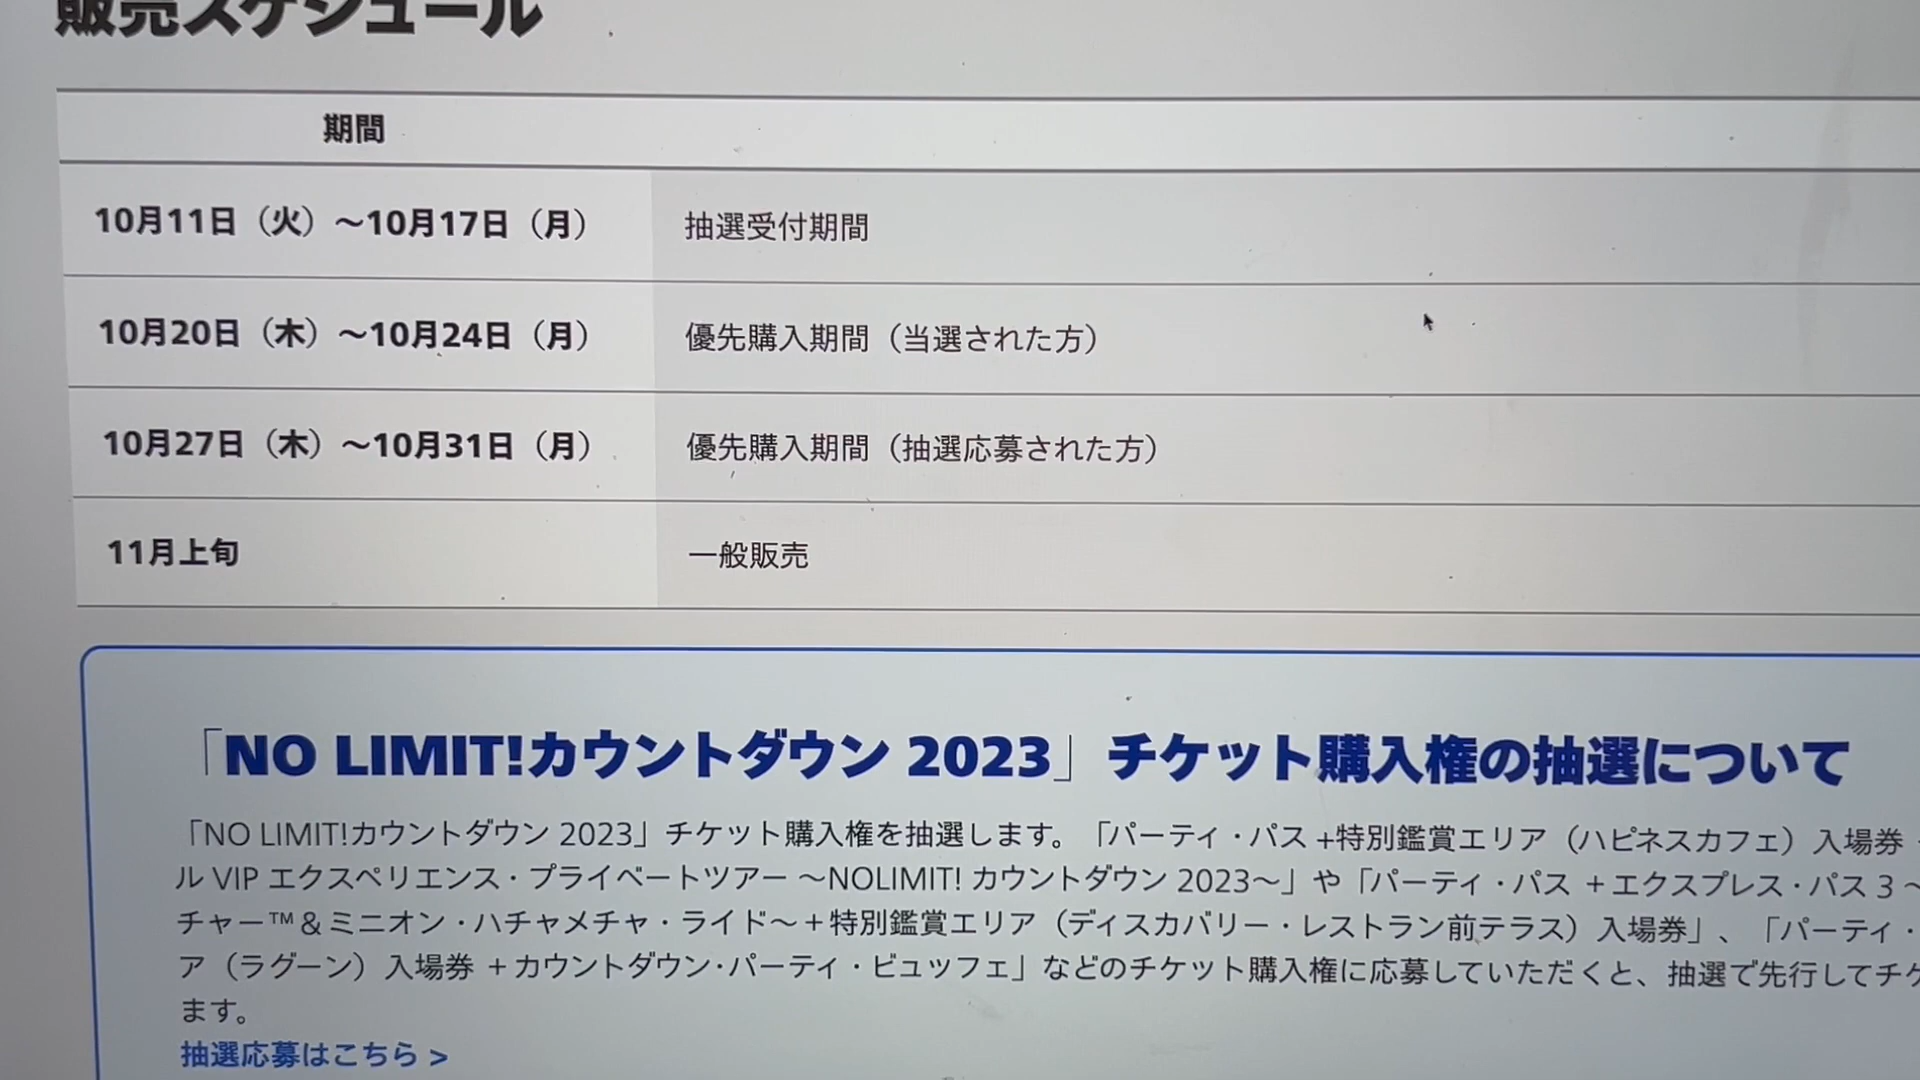 販売スケジュール
期間
10月11日（火）～10月17日（月） 抽選受付期間
10月20日（木）～10月24日（月） 優先購入期間（当選された方）
10月27日（木）～10月31日（月） 優先購入期間（抽選応募された方）
11月上旬 一般販売
「NO LIMIT!カウントダウン 2023」チケット購入権の抽選について
「NO LIMIT!カウントダウン 2023」チケット購入権を抽選します。「パーティ・パス +特別鑑賞エリア（ハピネスカフェ）入場券
ル VIP エクスペリエンス・プライベートツアー ～NOLIMIT! カウントダウン 2023～」や「パーティ・パス ＋エクスプレス・パス 3 ～
チャー™＆ミニオン・ハチャメチャ・ライド～＋特別鑑賞エリア（ディスカバリー・レストラン前テラス）入場券」、「パーティ・
ア（ラグーン）入場券 ＋カウントダウン・パーティ・ビュッフェ」などのチケット購入権に応募していただくと、抽選で先行してチケ
ます。
抽選応募はこちら >